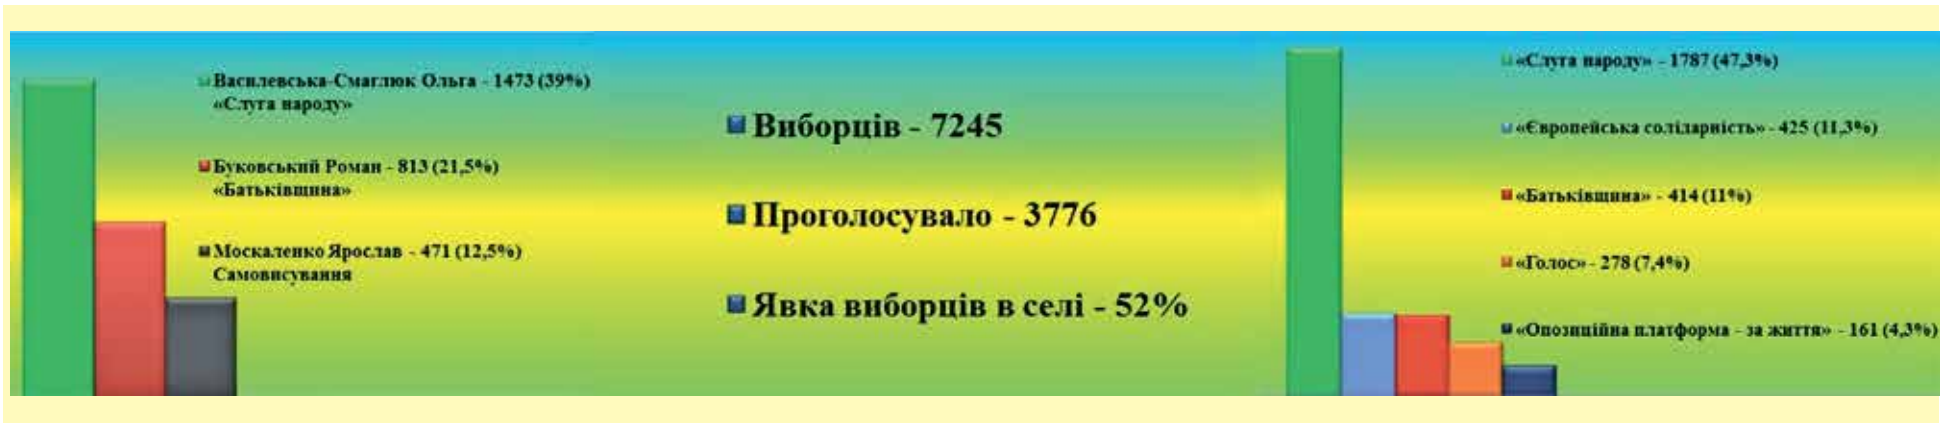 Василевська-Смаглюк Ольга - 1473 (39%)
«Слуга народу»
Буковський Роман - 813 (21,5%)
«Батьківщина»
Москаленко Ярослав - 471 (12,5%)
Самовисування
Виборців - 7245
Проголосувало - 3776
Явка виборців в селі - 52%
«Слуга народу» - 1787 (47,3%)
«Європейська солідарність» - 425 (11,3%)
«Батьківщина» - 414 (11%)
«Голос» - 278 (7,4%)
«Опозиційна платформа - за життя» - 161 (4,3%)